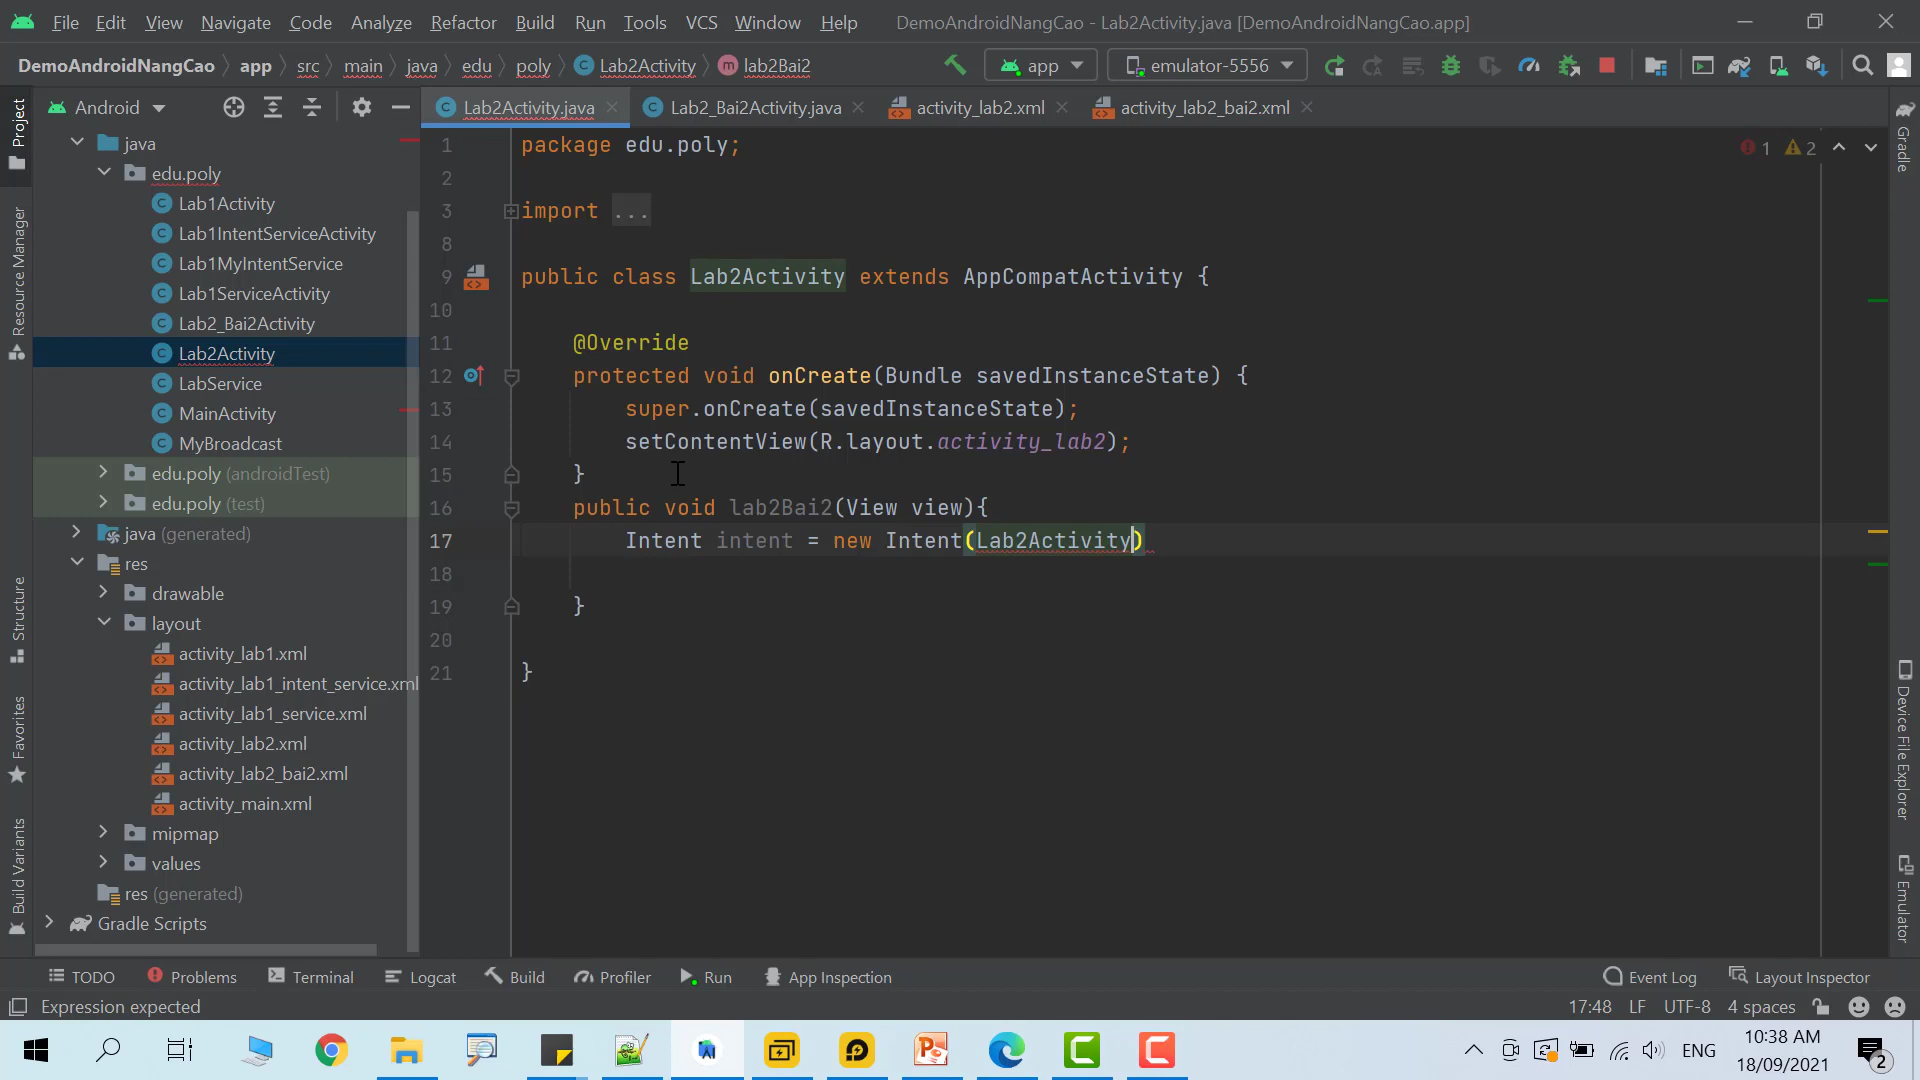 File Edit View Navigate Code Analyze Refactor Build Run Tools VCS Window Help DemoAndroidNangCao - Lab2Activity.java [DemoAndroidNangCao.app]
DemoAndroidNangCao app src main java edu poly Lab2Activity lab2Bai2 app emulator-5556
Android
Lab2Activity.java Lab2_Bai2Activity.java activity_lab2.xml activity_lab2_bai2.xml
Project
Resource Manager
Structure
Favorites
Build Variants
java
edu.poly
Lab1Activity
Lab1IntentServiceActivity
Lab1MyIntentService
Lab1ServiceActivity
Lab2_Bai2Activity
Lab2Activity
LabService
MainActivity
MyBroadcast
edu.poly (androidTest)
edu.poly (test)
java (generated)
res
drawable
layout
activity_lab1.xml
activity_lab1_intent_service.xml
activity_lab1_service.xml
activity_lab2.xml
activity_lab2_bai2.xml
activity_main.xml
mipmap
values
res (generated)
Gradle Scripts
1 package edu.poly;
2
3 import ...
8
9 public class Lab2Activity extends AppCompatActivity {
10
11 @Override
12 protected void onCreate(Bundle savedInstanceState) {
13 super.onCreate(savedInstanceState);
14 setContentView(R.layout.activity_lab2);
15 }
16 public void lab2Bai2(View view){
17 Intent intent = new Intent(Lab2Activity)
18
19 }
20
21 }
1 2
Gradle
Device File Explorer
Emulator
TODO Problems Terminal Logcat Build Profiler Run App Inspection Event Log Layout Inspector
Expression expected 17:48 LF UTF-8 4 spaces
ENG
10:38 AM
18/09/2021
2